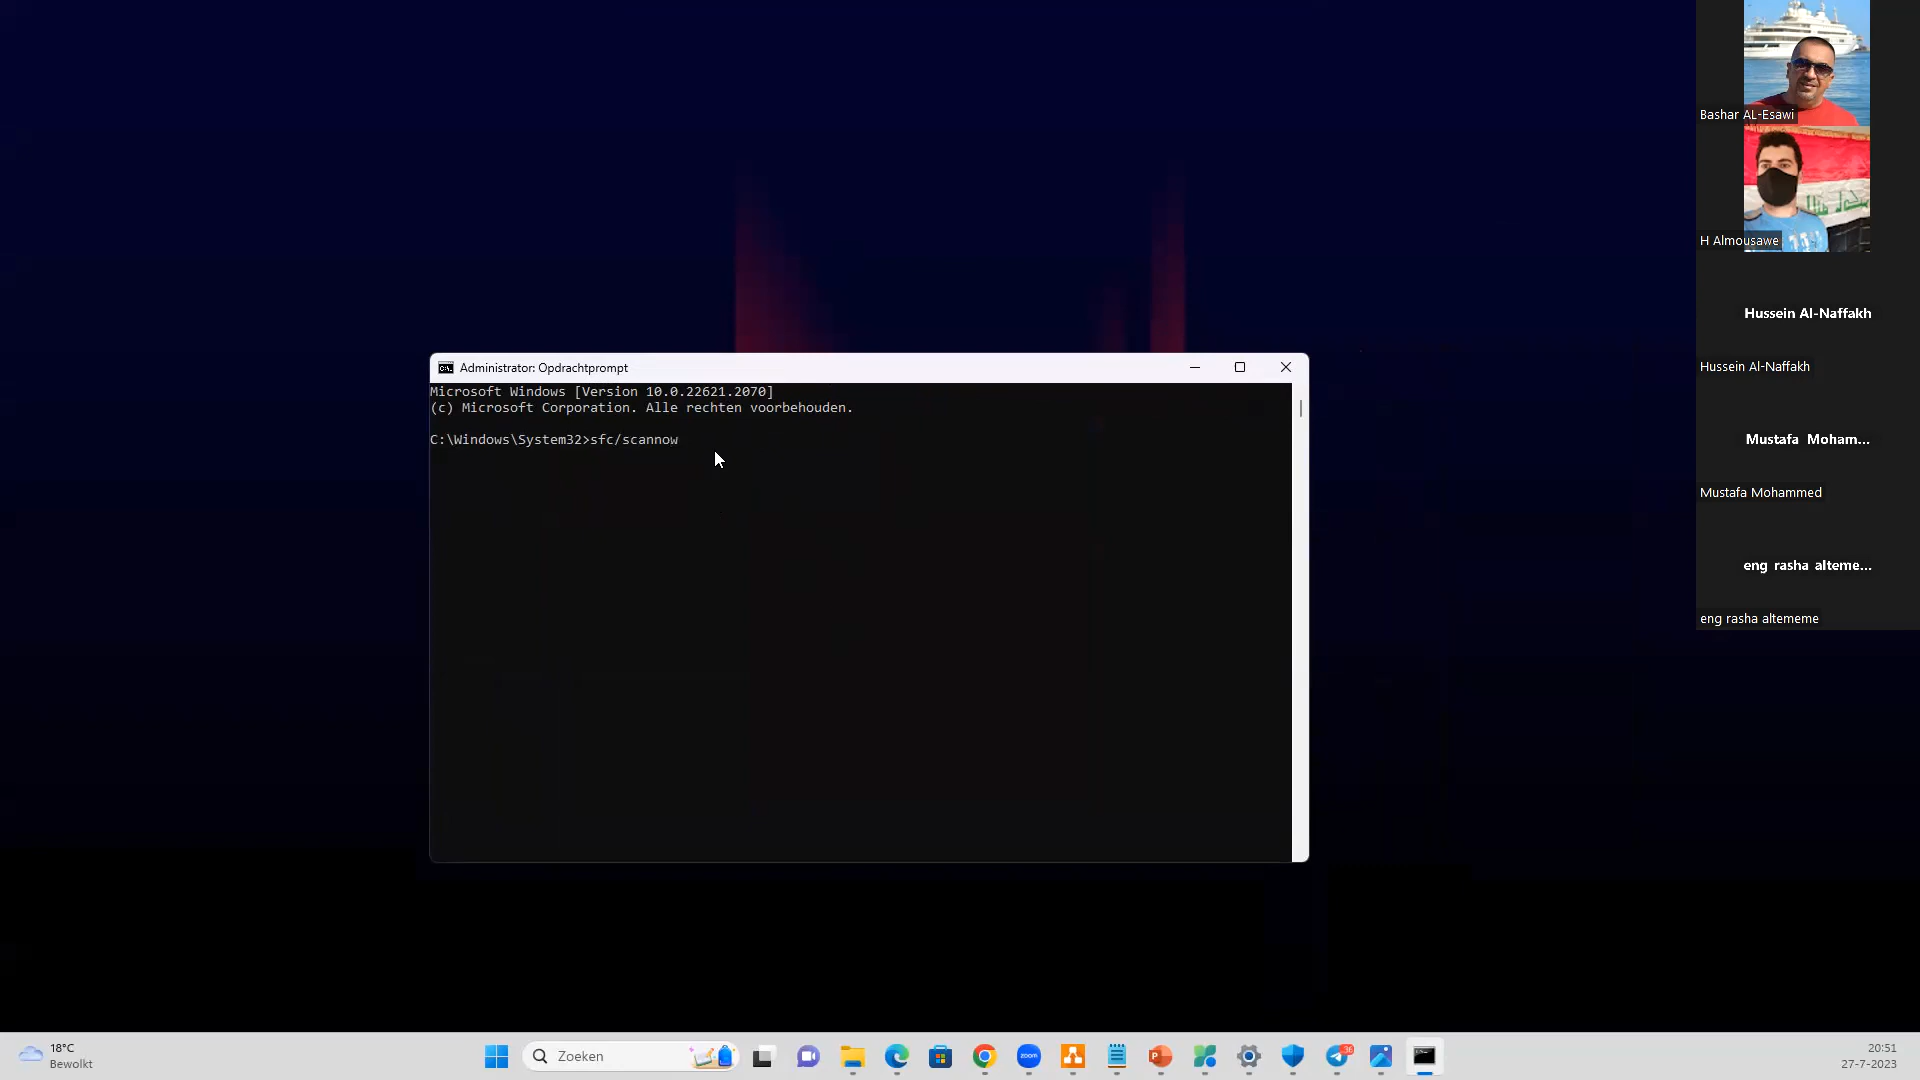 Bashar AL-Esawi
H Almousawe
Hussein Al-Naffakh
Hussein Al-Naffakh
Mustafa Moham...
Mustafa Mohammed
eng rasha alteme...
eng rasha altememe
Administrator: Opdrachtprompt
Microsoft Windows [Version 10.0.22621.2070]
(c) Microsoft Corporation. Alle rechten voorbehouden.
C:\Windows\System32>sfc/scannow
18°C
Bewolkt
Zoeken
zoom
36
20:51
27-7-2023